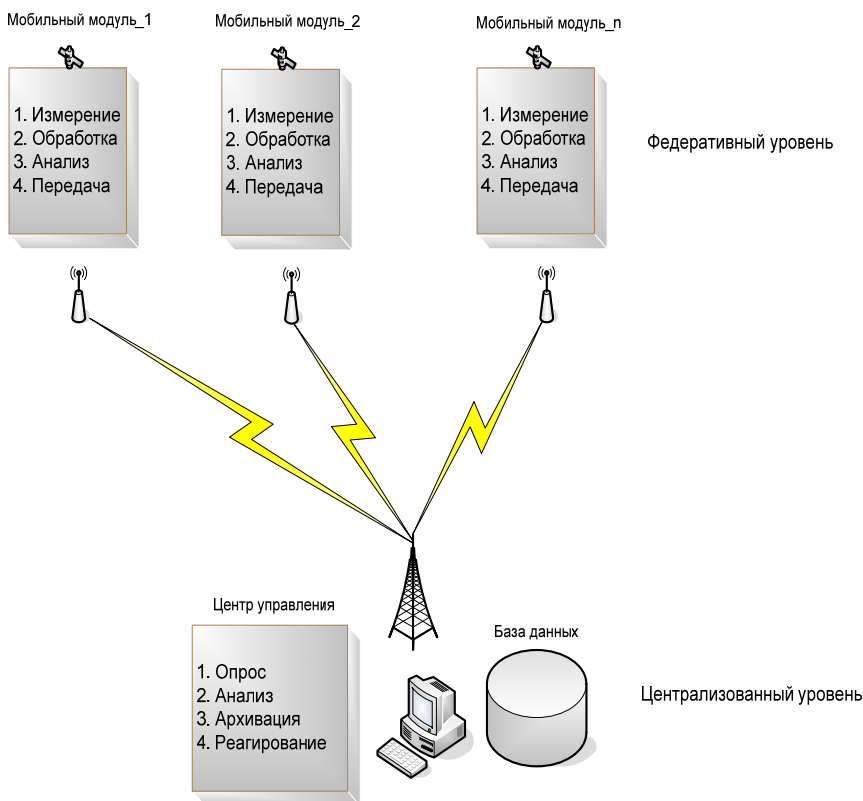 Мобильный модуль_1
Мобильный модуль_2
Мобильный модуль_n
1. Измерение
2. Обработка
3. Анализ
4. Передача
1. Измерение
2. Обработка
3. Анализ
4. Передача
1. Измерение
2. Обработка
3. Анализ
4. Передача
Федеративный уровень
Центр управления
База данных
1. Опрос
2. Анализ
3. Архивация
4. Реагирование
Централизованный уровень